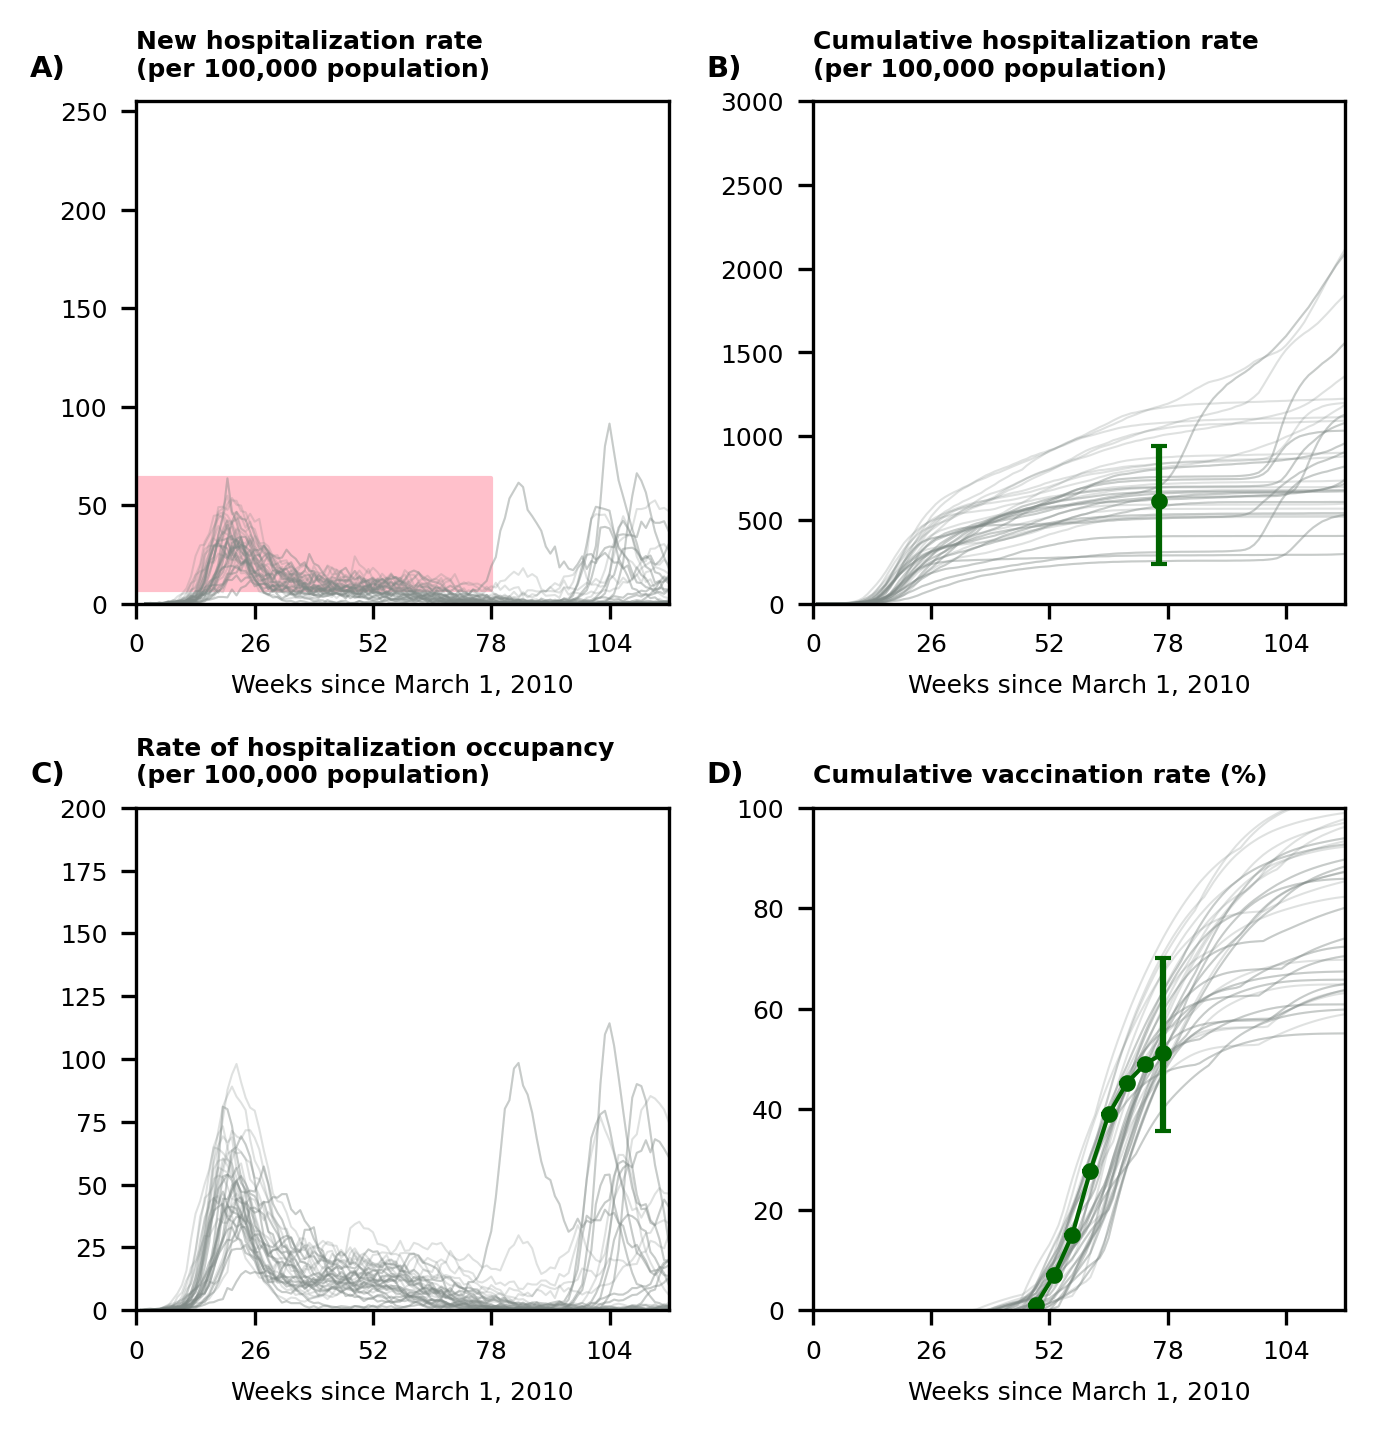 A)
New hospitalization rate
(per 100,000 population)
250
200
150
100
50
0
0 26 52 78 104
Weeks since March 1, 2010
B)
Cumulative hospitalization rate
(per 100,000 population)
3000
2500
2000
1500
1000
500
0
0 26 52 78 104
Weeks since March 1, 2010
C)
Rate of hospitalization occupancy
(per 100,000 population)
200
175
150
125
100
75
50
25
0
0 26 52 78 104
Weeks since March 1, 2010
D)
Cumulative vaccination rate (%)
100
80
60
40
20
0
0 26 52 78 104
Weeks since March 1, 2010